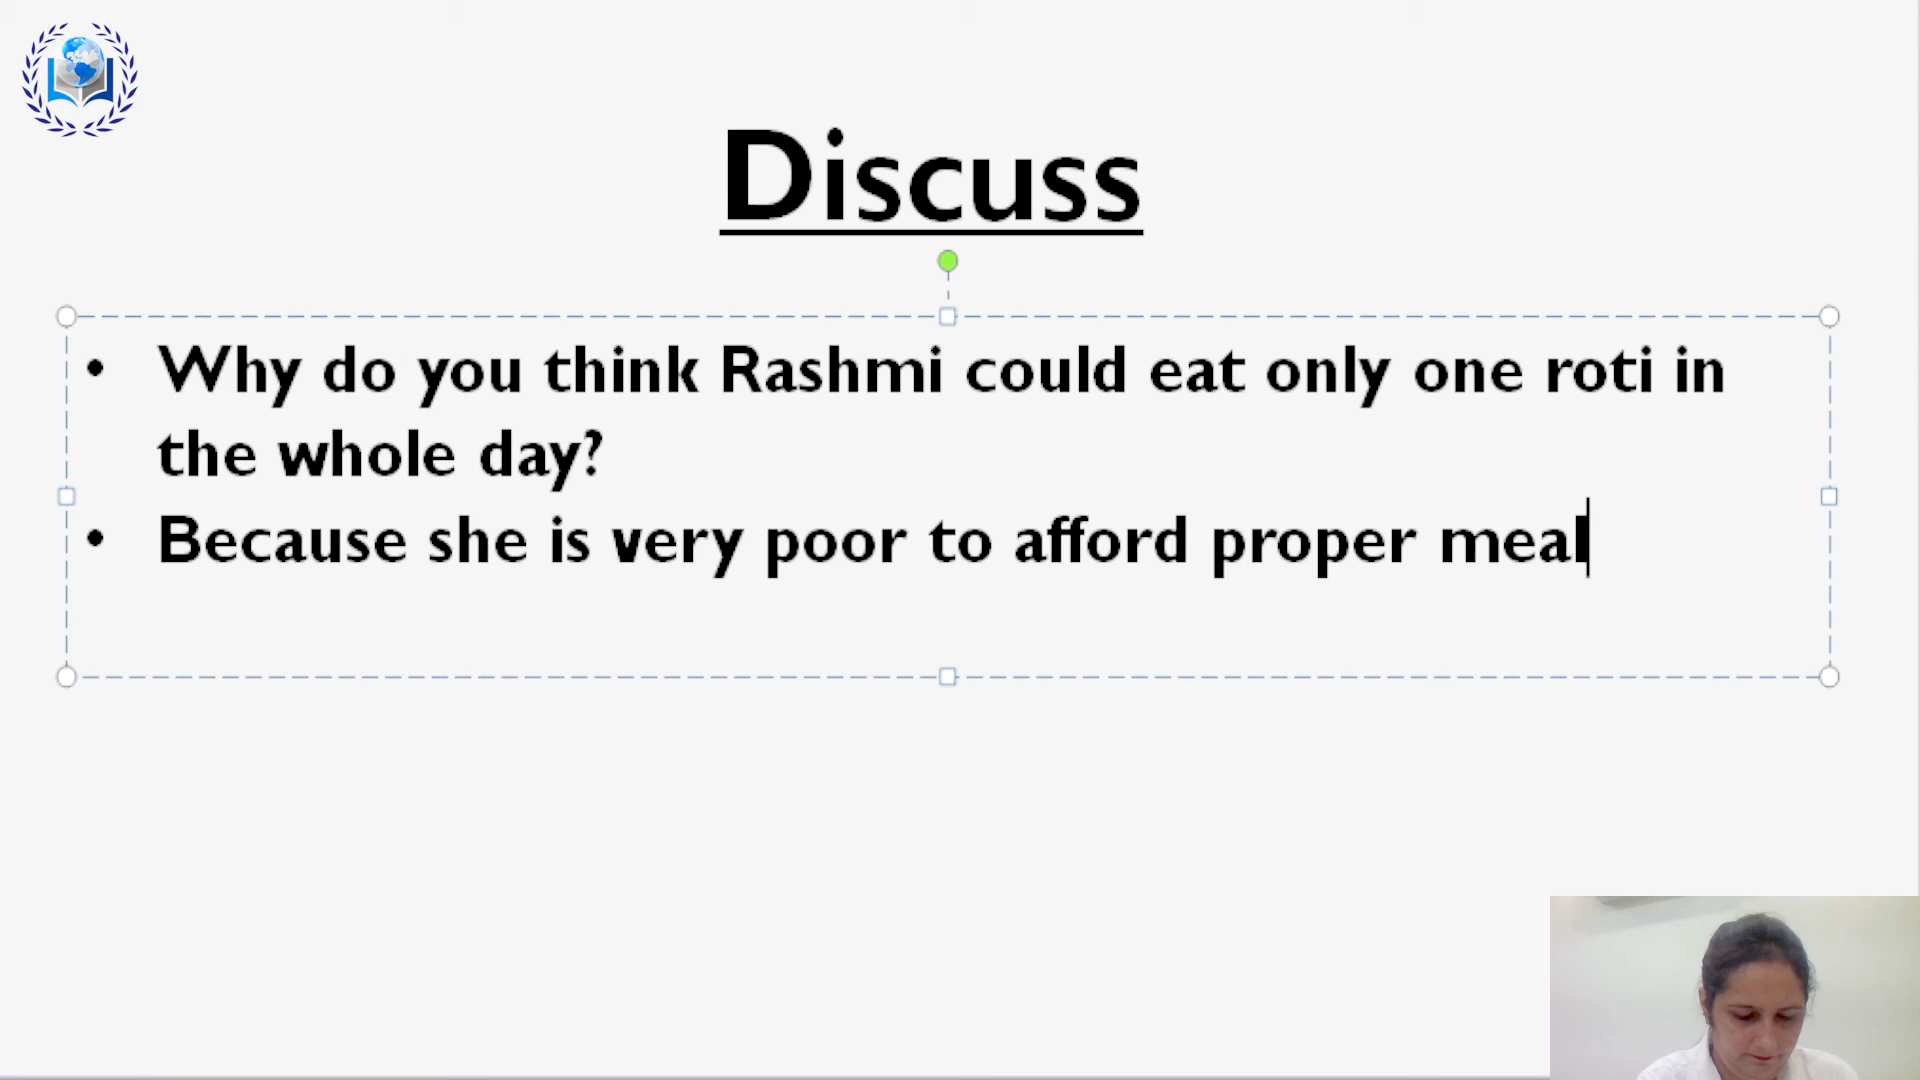 Discuss
• Why do you think Rashmi could eat only one roti in
the whole day?
• Because she is very poor to afford proper meal